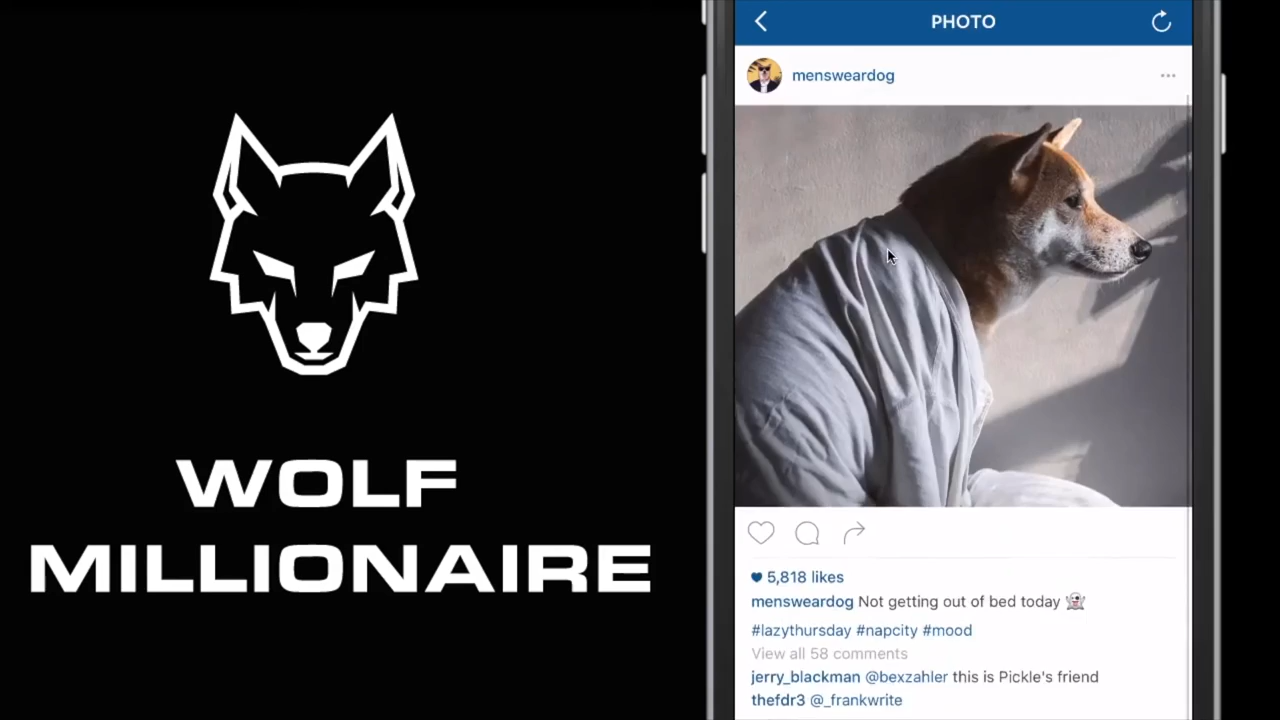 WOLF
MILLIONAIRE
PHOTO
mensweardog
5,818 likes
mensweardog Not getting out of bed today 👻
#lazythursday #napcity #mood
View all 58 comments
jerry_blackman @bexzahler this is Pickle's friend
thefdr3 @_frankwrite